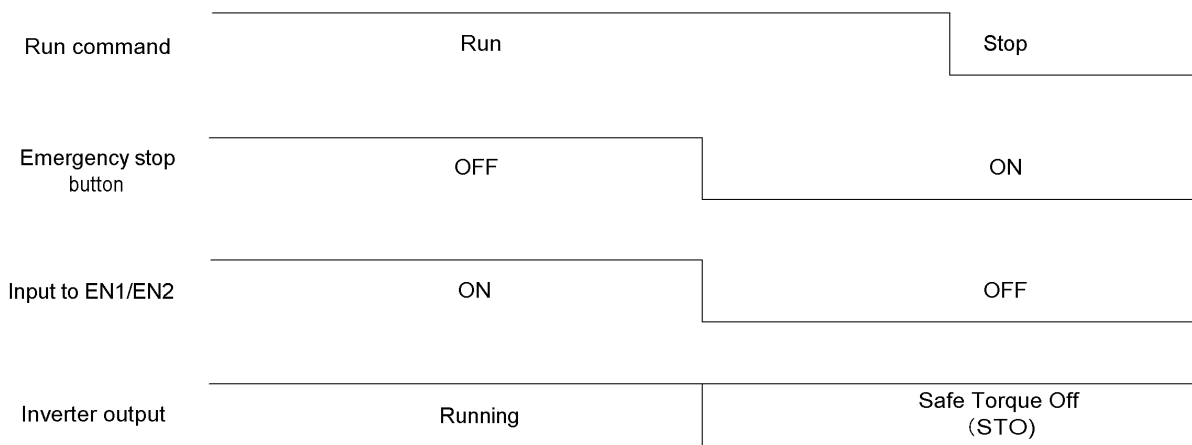 Run command
Run
Stop
Emergency stop
button
OFF
ON
Input to EN1/EN2
ON
OFF
Inverter output
Running
Safe Torque Off
(STO)